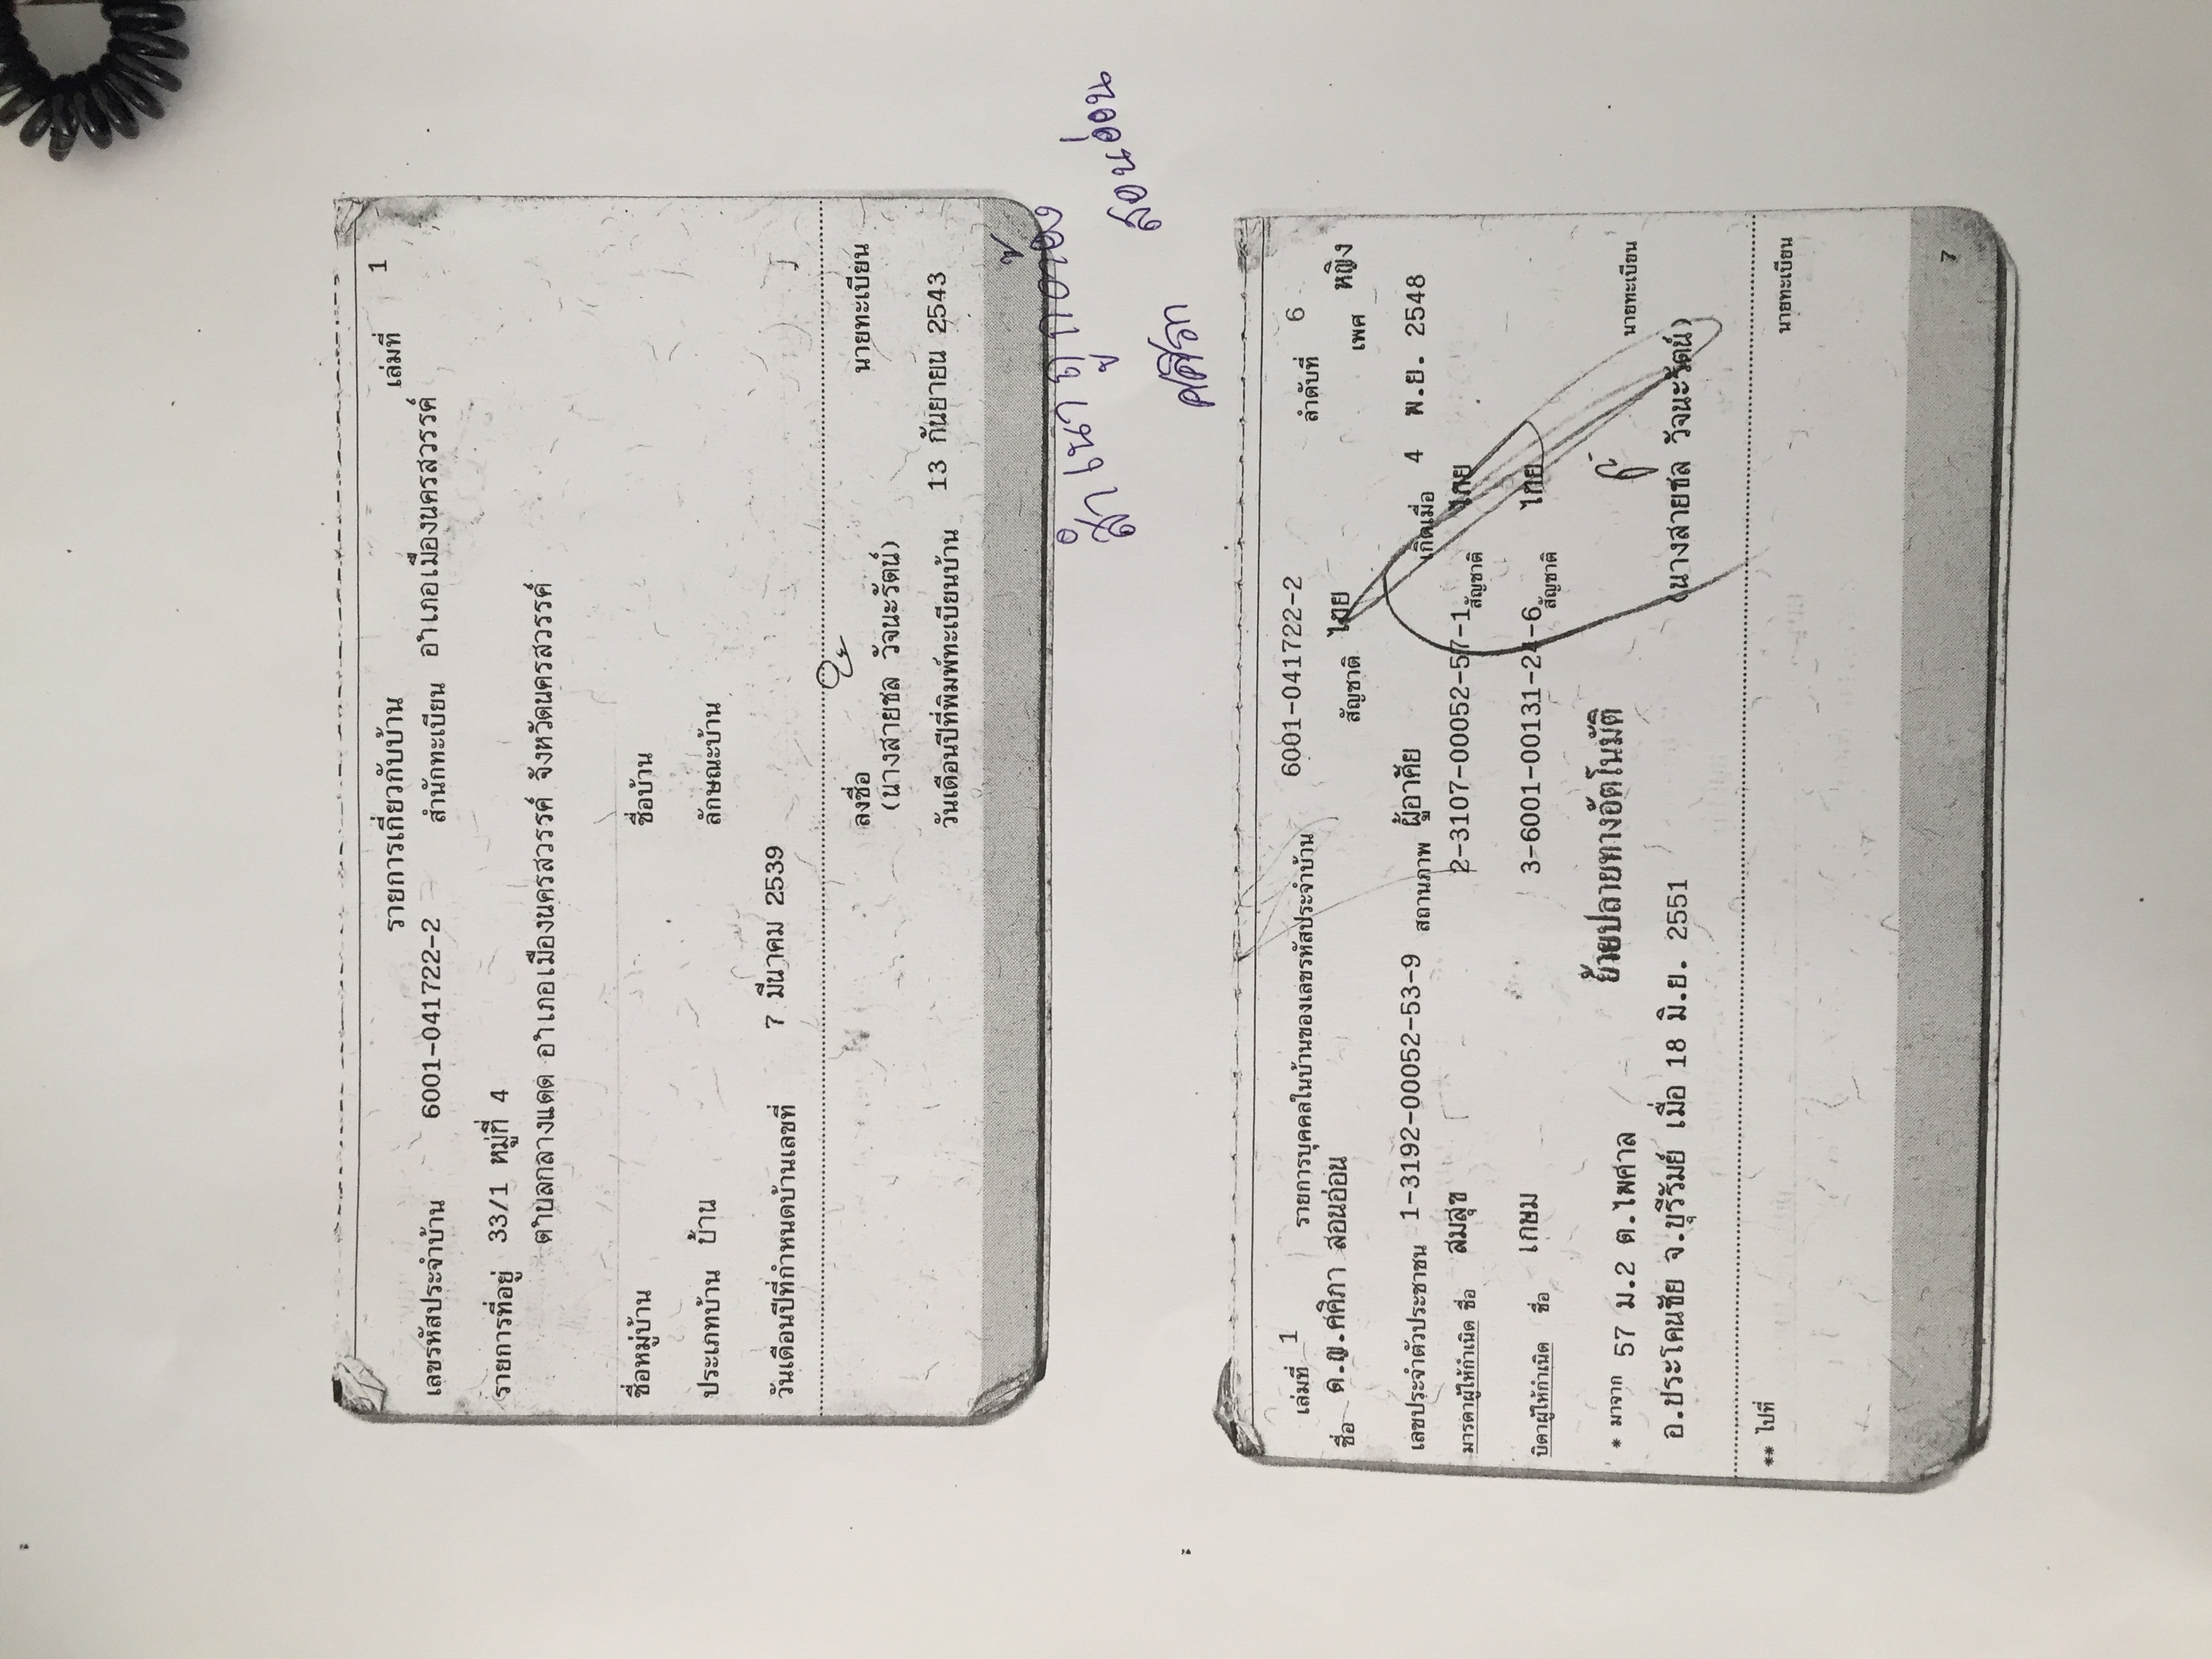 รายการเกี่ยวกับบ้าน เล่มที่ 1
เลขรหัสประจำบ้าน 6001-041722-2 สำนักทะเบียน อำเภอเมืองนครสวรรค์
รายการที่อยู่ 33/1 หมู่ที่ 4
ตำบลกลางแดด อำเภอเมืองนครสวรรค์ จังหวัดนครสวรรค์
ชื่อหมู่บ้าน ชื่อบ้าน
ประเภทบ้าน บ้าน ลักษณะบ้าน
วันเดือนปีที่กำหนดบ้านเลขที่ 7 มีนาคม 2539
ลงชื่อ นายทะเบียน
(นางสายชล วัจนะรัตน์)
วันเดือนปีที่พิมพ์ทะเบียนบ้าน 13 กันยายน 2543
สำเนาถูกต้อง
ศศิภา สอนอ่อน
เล่มที่ 1 รายการบุคคลในบ้านของเลขรหัสประจำบ้าน 6001-041722-2 ลำดับที่ 6
ชื่อ ด.ญ.ศศิภา สอนอ่อน สัญชาติ ไทย เพศ หญิง
เลขประจำตัวประชาชน 1-3192-00052-53-9 สถานภาพ ผู้อาศัย เกิดเมื่อ 4 พ.ย. 2548
มารดาผู้ให้กำเนิด ชื่อ สมสุข 2-3107-00052-57-1 สัญชาติ ไทย
บิดาผู้ให้กำเนิด ชื่อ เกษม 3-6001-00131-24-6 สัญชาติ ไทย
* มาจาก 57 ม.2 ต.ไพศาล ย้ายปลายทางอัตโนมัติ นายทะเบียน
อ.ประโคนชัย จ.บุรีรัมย์ เมื่อ 18 มิ.ย. 2551 (นางสายชล วัจนะรัตน์)
** ไปที่ นายทะเบียน
7